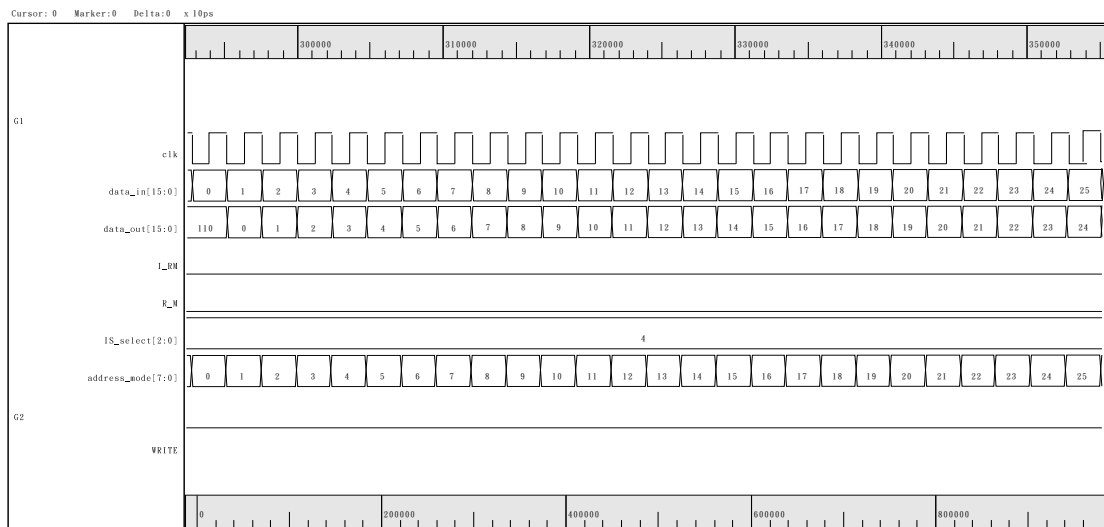 Cursor: 0 Marker:0 Delta:0 x 10ps
300000 310000 320000 330000 340000 350000
G1
clk
data_in[15:0] 0 1 2 3 4 5 6 7 8 9 10 11 12 13 14 15 16 17 18 19 20 21 22 23 24 25
data_out[15:0] 110 0 1 2 3 4 5 6 7 8 9 10 11 12 13 14 15 16 17 18 19 20 21 22 23 24
I_RM
R_M
IS_select[2:0] 4
address_mode[7:0] 0 1 2 3 4 5 6 7 8 9 10 11 12 13 14 15 16 17 18 19 20 21 22 23 24 25
G2
WRITE
0 200000 400000 600000 800000